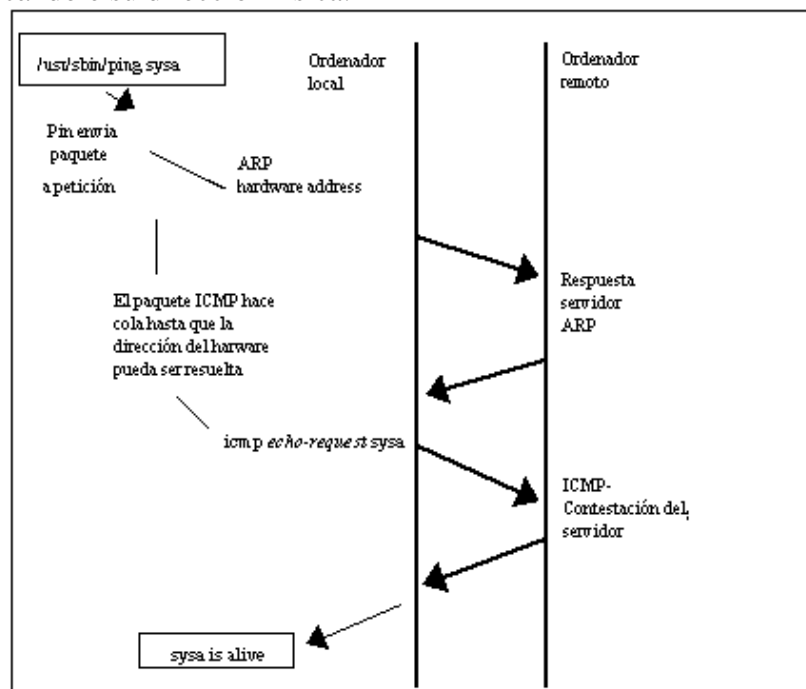 /usr/sbin/ping sysa
Ordenador
local
Ordenador
remoto
Pin envia
paquete
a petición
ARP
hardware address
Respuesta
servidor
ARP
El paquete ICMP hace
cola hasta que la
dirección del harware
pueda ser resuelta
icmp echo-request sysa
ICMP-
Contestación del;
servidor
sysa is alive